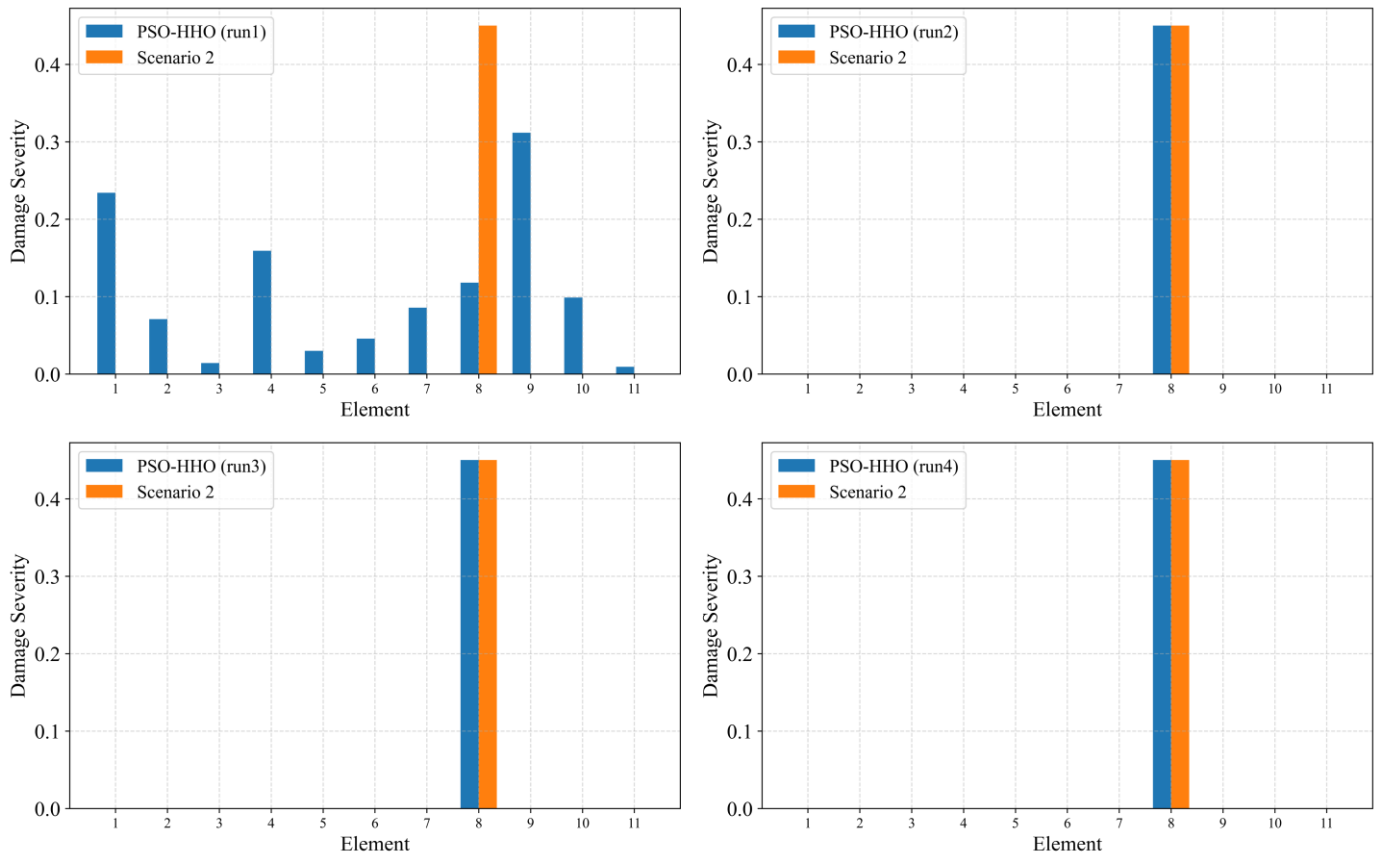 PSO-HHO (run1)
Scenario 2
Damage Severity
0.4
0.3
0.2
0.1
0.0
1 2 3 4 5 6 7 8 9 10 11
Element
PSO-HHO (run2)
Scenario 2
Damage Severity
0.4
0.3
0.2
0.1
0.0
1 2 3 4 5 6 7 8 9 10 11
Element
PSO-HHO (run3)
Scenario 2
Damage Severity
0.4
0.3
0.2
0.1
0.0
1 2 3 4 5 6 7 8 9 10 11
Element
PSO-HHO (run4)
Scenario 2
Damage Severity
0.4
0.3
0.2
0.1
0.0
1 2 3 4 5 6 7 8 9 10 11
Element